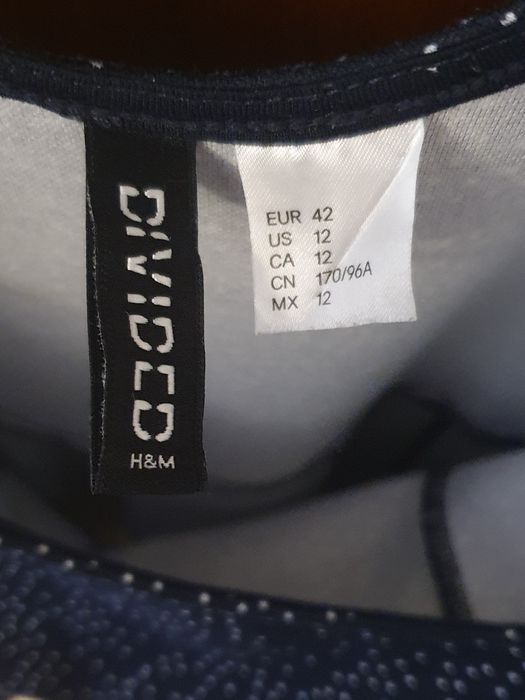 DIVIDED
H&M
EUR 42
US 12
CA 12
CN 170/96A
MX 12